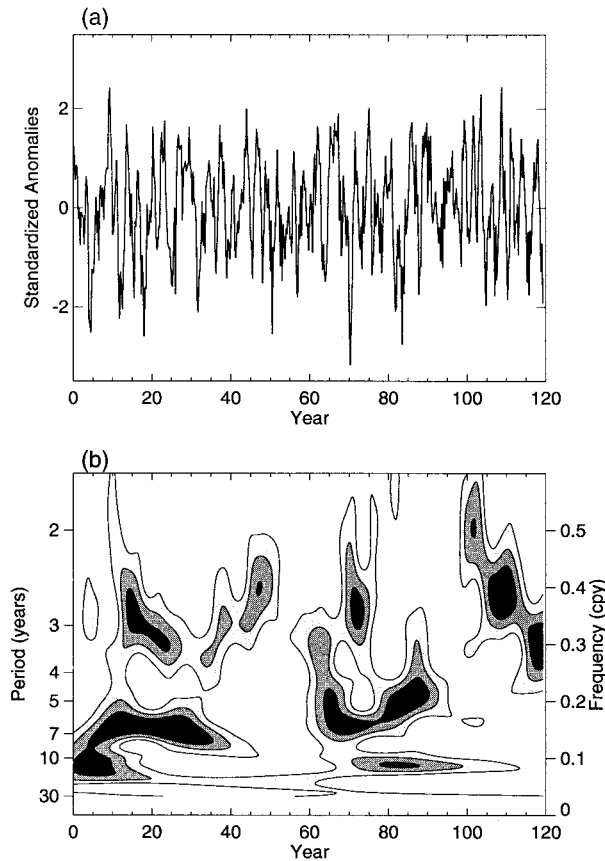 (a)
Standardized Anomalies
2
0
-2
0 20 40 60 80 100 120
Year
(b)
Period (years)
2
3
4
5
7
10
30
Frequency (cpy)
0.5
0.4
0.3
0.2
0.1
0
0 20 40 60 80 100 120
Year